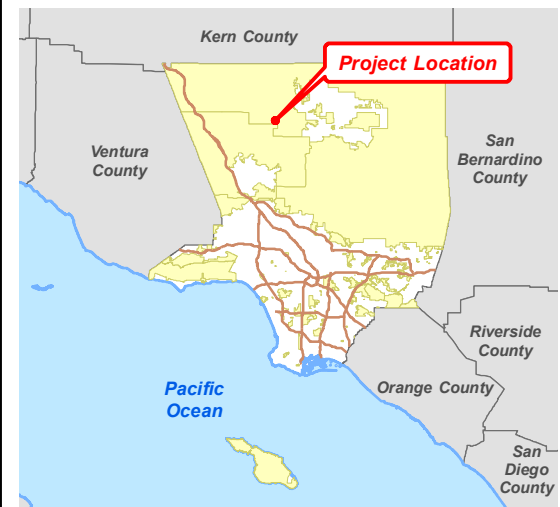 Kern County
Project Location
Ventura
County
San
Bernardino
County
Riverside
County
Pacific
Ocean
Orange County
San
Diego
County